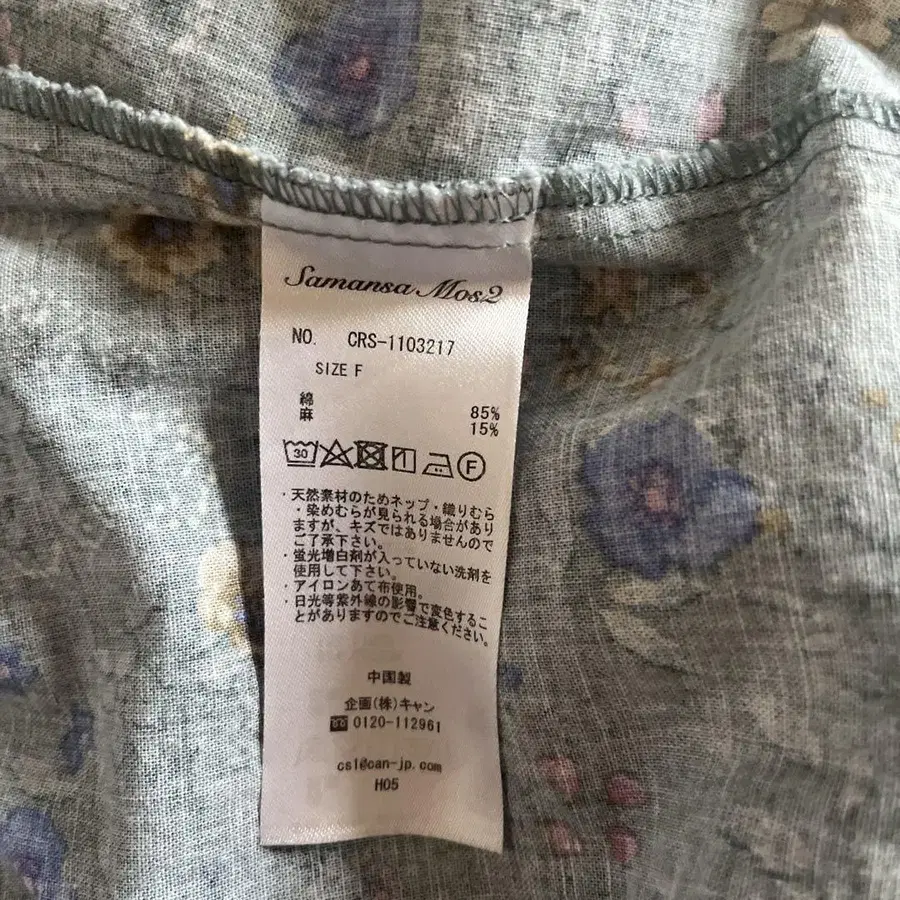 Samansa Mos2
NO. CRS-1103217
SIZE F
綿 85%
麻 15%
30
F
・天然素材のためネップ・織りむら
・染めむらが見られる場合があり
ますが、キズではありませんので
ご了承下さい。
・蛍光増白剤が入っていない洗剤を
使用して下さい。
・アイロンあて布使用。
・日光等紫外線の影響で変色するこ
とがありますのでご注意ください。
中国製
企画(株)キャン
0120-112961
csl@can-jp.com
H05